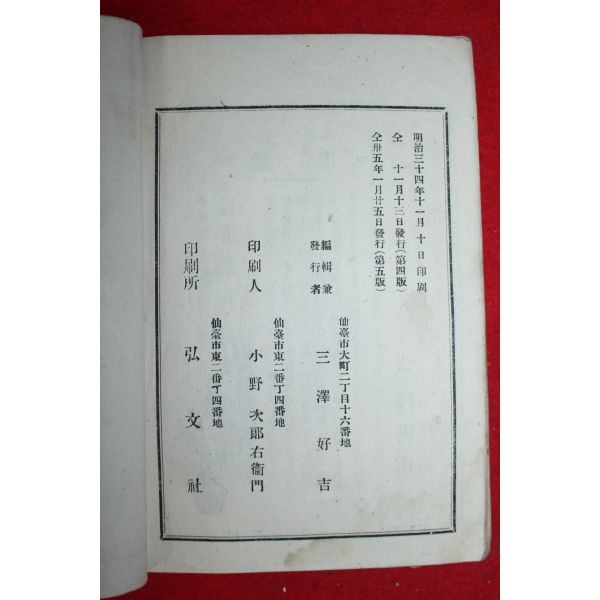 明治三十四年十一月十日印刷
仝 十一月十三日發行(第四版)
仝卅五年一月廿五日發行(第五版)
仙臺市大町二丁目十六番地
編輯兼
發行者
三澤好吉
仙臺市東二番丁四番地
印刷人 小野次郞右衞門
仙臺市東二番丁四番地
印刷所 弘文社